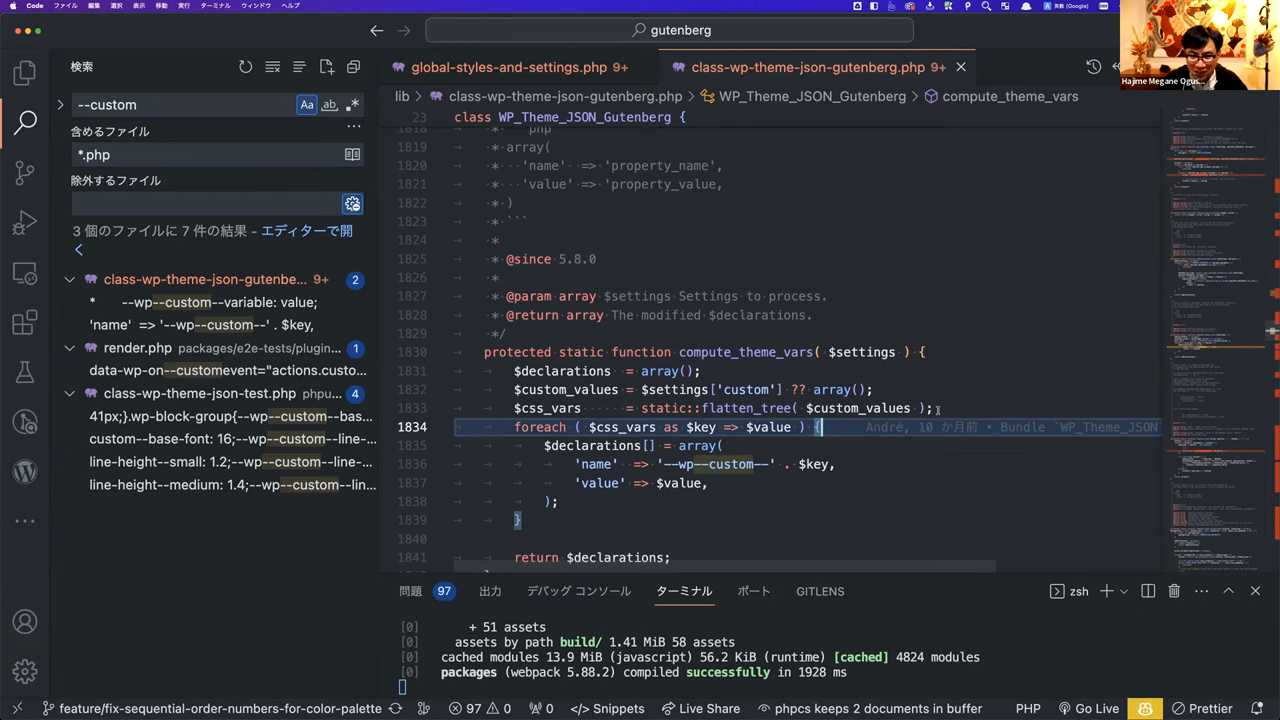 Code ファイル 編集 選択 表示 移動 実行 ターミナル ウィンドウ ヘルプ
A 英数 (Google)
gutenberg
Hajime Megane Ogus...
検索
--custom
Aa ab .*
含めるファイル
*.php
除外するファイル
3 個のファイルに 7 件の結果 - エディターで開
く
class-wp-theme-json-gutenbe... 2
* --wp--custom--variable: value;
'name' => '--wp--custom--' . $key,
render.php packages/e2e-tests/plugin...
data-wp-on--customevent="actions.custo...
class-wp-theme-json-test.php phpu... 4
41px;}.wp-block-group{--wp--custom--bas...
custom--base-font: 16;--wp--custom--...
line-height--small: 1.2;--wp--custom--...
line-height--medium: 1.4;--wp--custom--lin...
global-styles-and-settings.php 9+
class-wp-theme-json-gutenberg.php 9+
lib > class-wp-theme-json-gutenberg.php > WP_Theme_JSON_Gutenberg > compute_theme_vars
23 class WP_Theme_JSON_Gutenberg {
1818 php
property_name',
'value' => 'property_value,
1824
since 5.8.0
1827 * @param array $settings Settings to process.
* @return array The modified $declarations.
1830 protected static function compute_theme_vars( $settings ) {
1831 $declarations = array();
1832 $custom_values = $settings['custom'] ?? array();
1833 $css_vars = static::flatten_tree( $custom_values );
1834 foreach ( $css_vars as $key => $value ) { André, 10 か月前 • Bundle `WP_Theme_JSON
$declarations[] = array(
1836 'name' => '--wp--custom--' . $key,
1837 'value' => $value,
1838 );
1839
1840
1841 return $declarations;
問題 97 出力 デバッグ コンソール ターミナル ポート GITLENS
zsh
[0] + 51 assets
[0] assets by path build/ 1.41 MiB 58 assets
[0] cached modules 13.9 MiB (javascript) 56.2 KiB (runtime) [cached] 4824 modules
[0] packages (webpack 5.88.2) compiled successfully in 1928 ms
feature/fix-sequential-order-numbers-for-color-palette 97 0 0 Snippets Live Share phpcs keeps 2 documents in buffer PHP Go Live Prettier